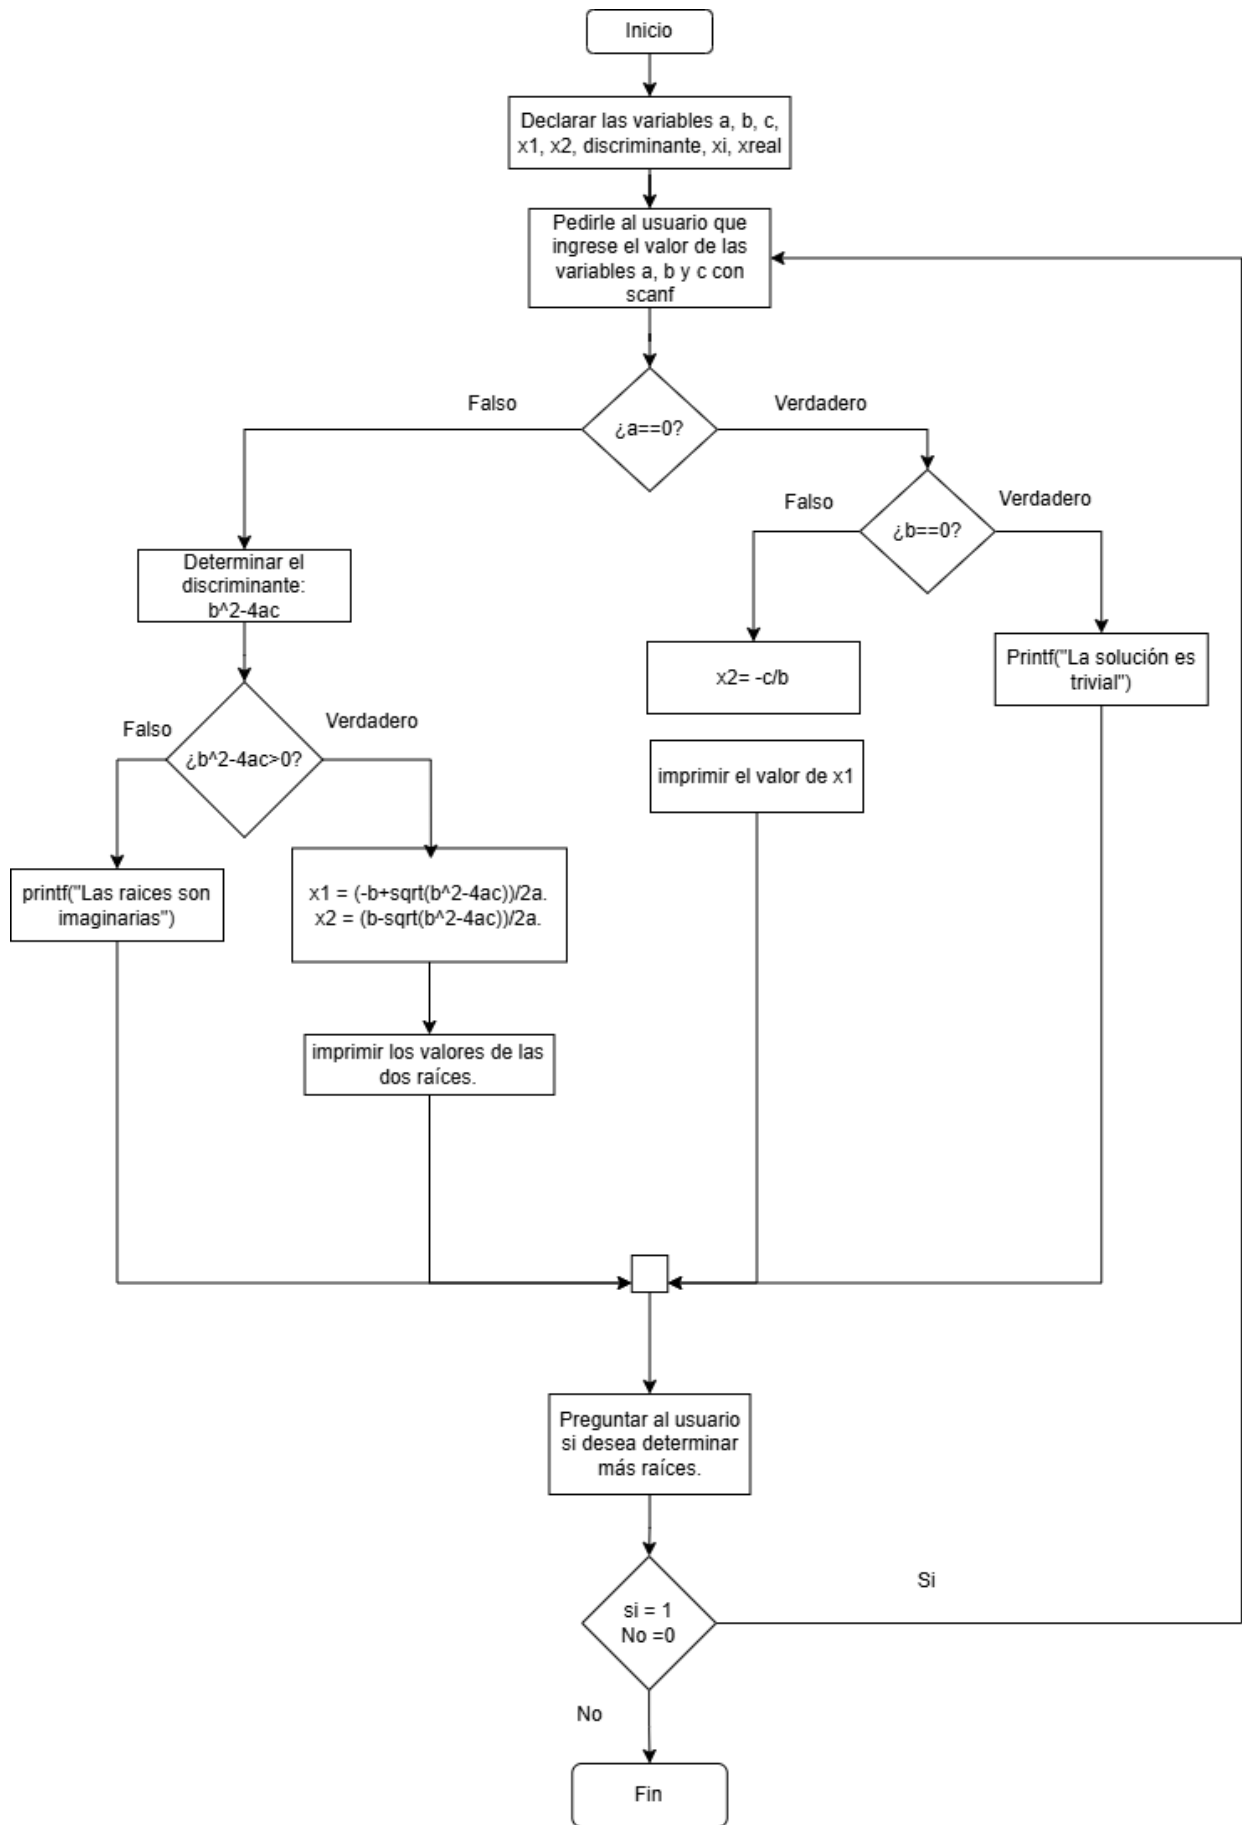 Inicio
Declarar las variables a, b, c,
x1, x2, discriminante, xi, xreal
Pedirle al usuario que
ingrese el valor de las
variables a, b y c con
scanf
Falso
Verdadero
¿a==0?
Falso
Verdadero
¿b==0?
Determinar el
discriminante:
b^2-4ac
x2= -c/b
Printf("La solución es
trivial")
Falso
Verdadero
¿b^2-4ac>0?
imprimir el valor de x1
printf("Las raices son
imaginarias")
x1 = (-b+sqrt(b^2-4ac))/2a.
x2 = (b-sqrt(b^2-4ac))/2a.
imprimir los valores de las
dos raíces.
Preguntar al usuario
si desea determinar
más raíces.
Si
si = 1
No =0
No
Fin